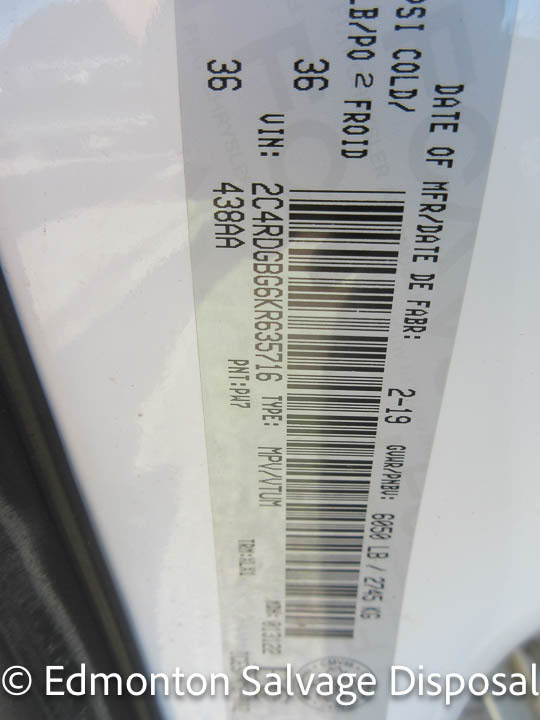 DATE OF MFR/DATE DE FABR: 2-19 GVWR/PNBV: 6050 LB / 2745 KG
PSI COLD/
LB/PO 2 FROID
36
36
VIN: 2C4RDGBG6KR635716 TYPE: MPV/VTUM
438AA PNT:PW7
© Edmonton Salvage Disposal